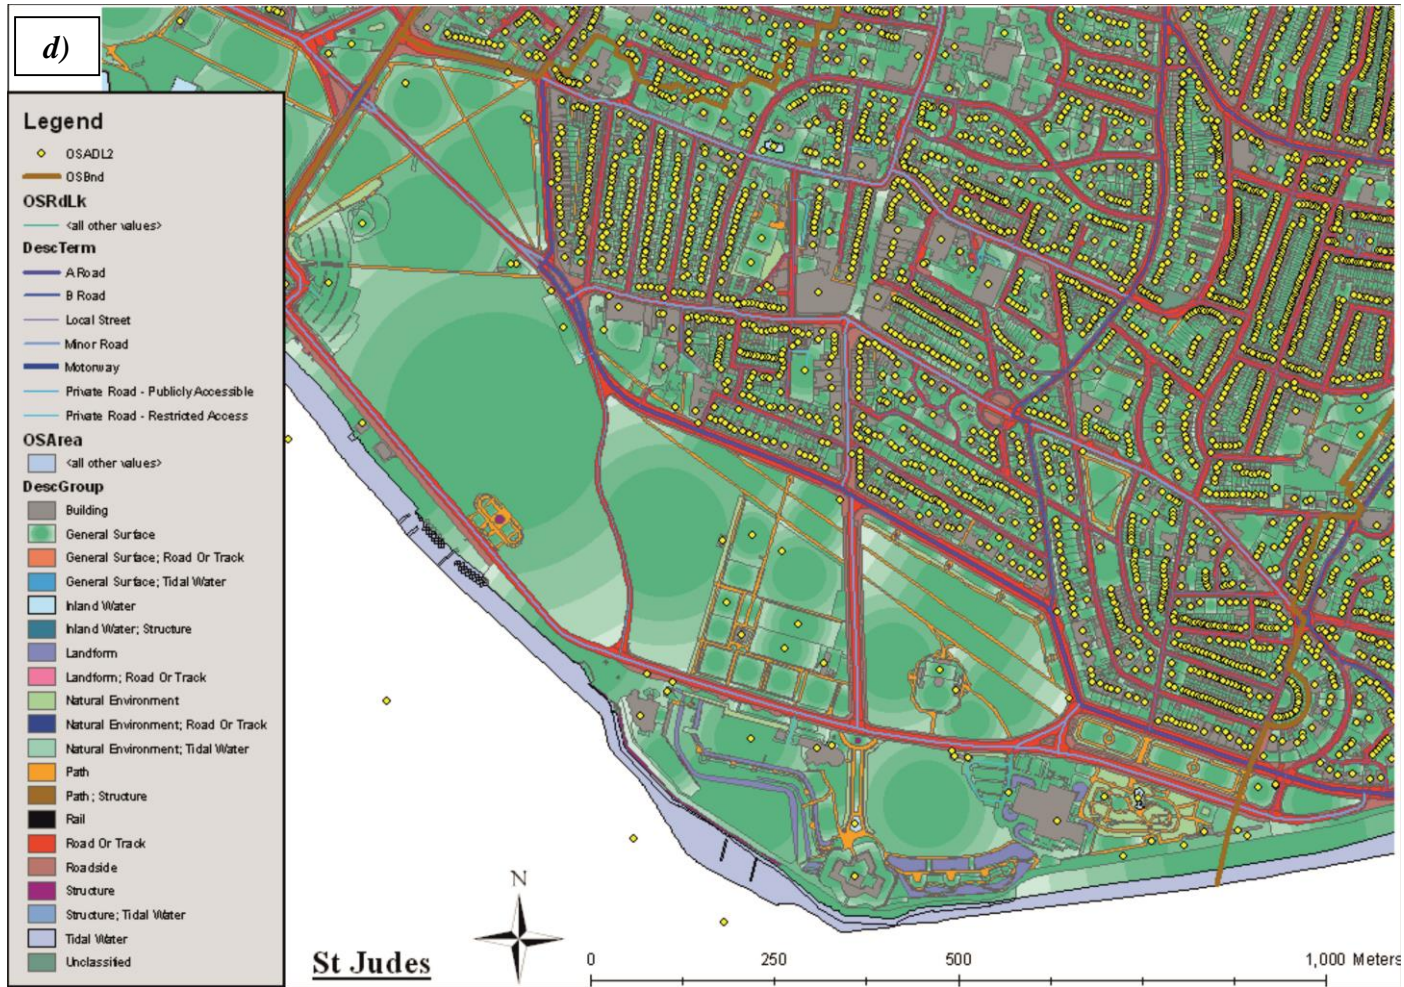 d)
Legend
OSADL2
OSBnd
OSRdLk
<all other values>
DescTerm
A Road
B Road
Local Street
Minor Road
Motorway
Private Road - Publicly Accessible
Private Road - Restricted Access
OSArea
<all other values>
DescGroup
Building
General Surface
General Surface; Road Or Track
General Surface; Tidal Water
Inland Water
Inland Water; Structure
Landform
Landform; Road Or Track
Natural Environment
Natural Environment; Road Or Track
Natural Environment; Tidal Water
Path
Path; Structure
Rail
Road Or Track
Roadside
Structure
Structure; Tidal Water
Tidal Water
Unclassified
N
St Judes
0 250 500 1,000 Meters